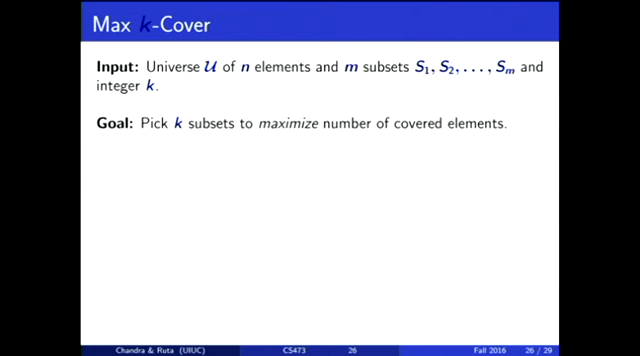 Max k-Cover
Input: Universe 𝒰 of n elements and m subsets S₁, S₂, . . . , Sₘ and
integer k.
Goal: Pick k subsets to maximize number of covered elements.
Chandra & Ruta (UIUC) CS473 26 Fall 2016 26 / 29